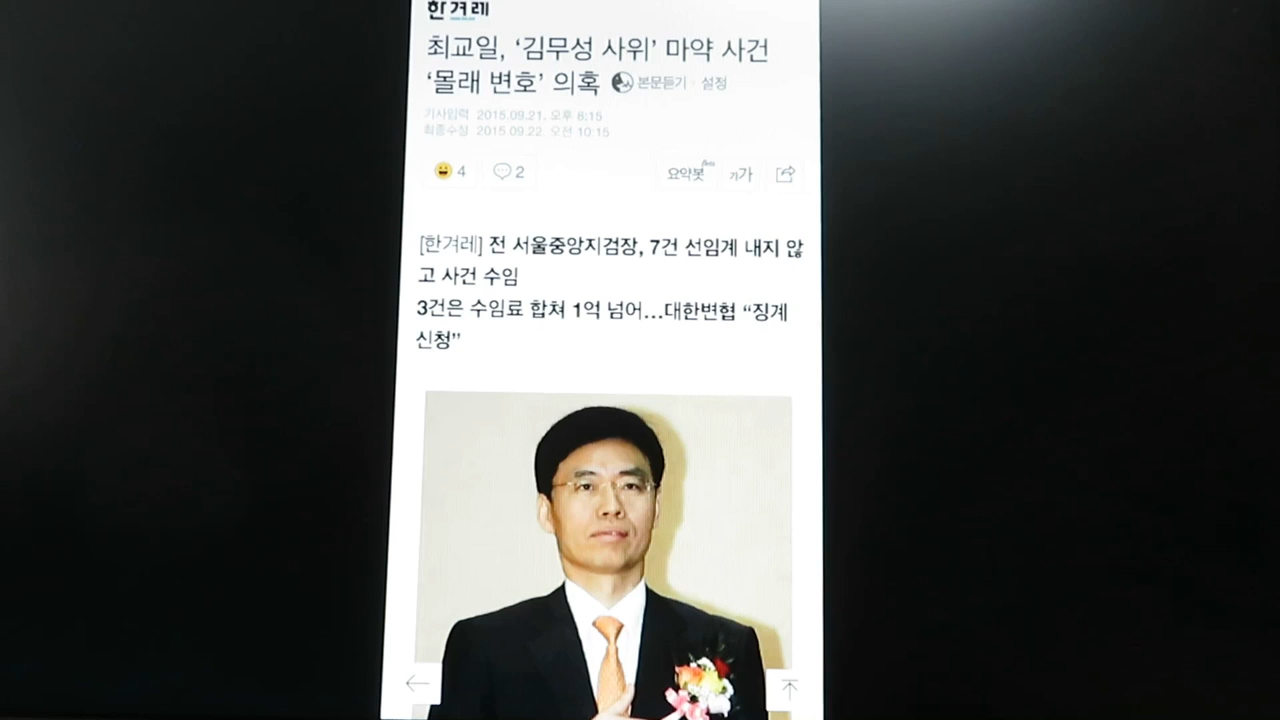 한겨레
최교일, ‘김무성 사위’ 마약 사건
‘몰래 변호’ 의혹 본문듣기 · 설정
기사입력 2015.09.21. 오후 8:15
최종수정 2015.09.22. 오전 10:15
4 2 요약봇 beta 가가
[한겨레] 전 서울중앙지검장, 7건 선임계 내지 않
고 사건 수임
3건은 수임료 합쳐 1억 넘어…대한변협 “징계
신청”